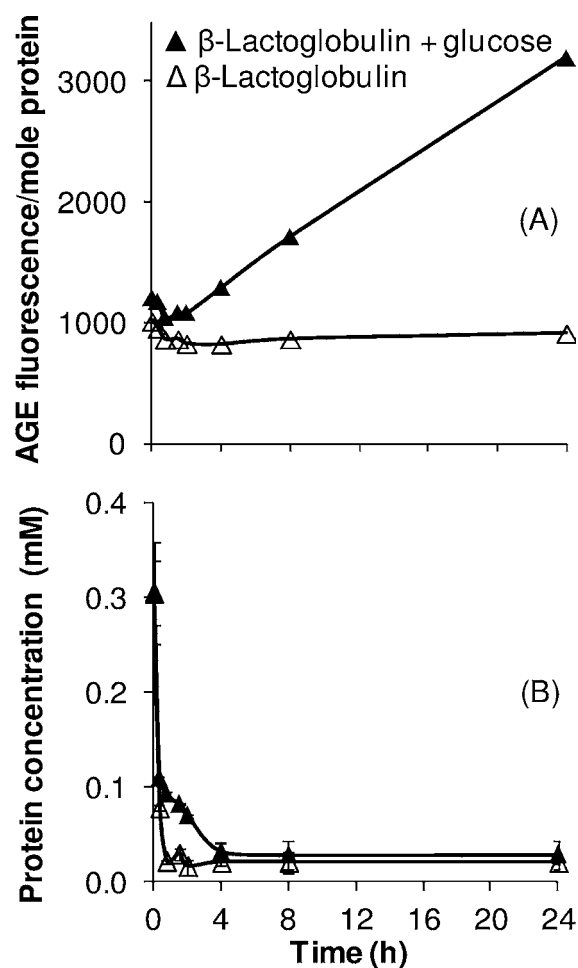 ▲ β-Lactoglobulin + glucose
△ β-Lactoglobulin
AGE fluorescence/mole protein
3000
2000
1000
0
(A)
Protein concentration (mM)
0.4
0.3
0.2
0.1
0.0
(B)
0 4 8 12 16 20 24
Time (h)